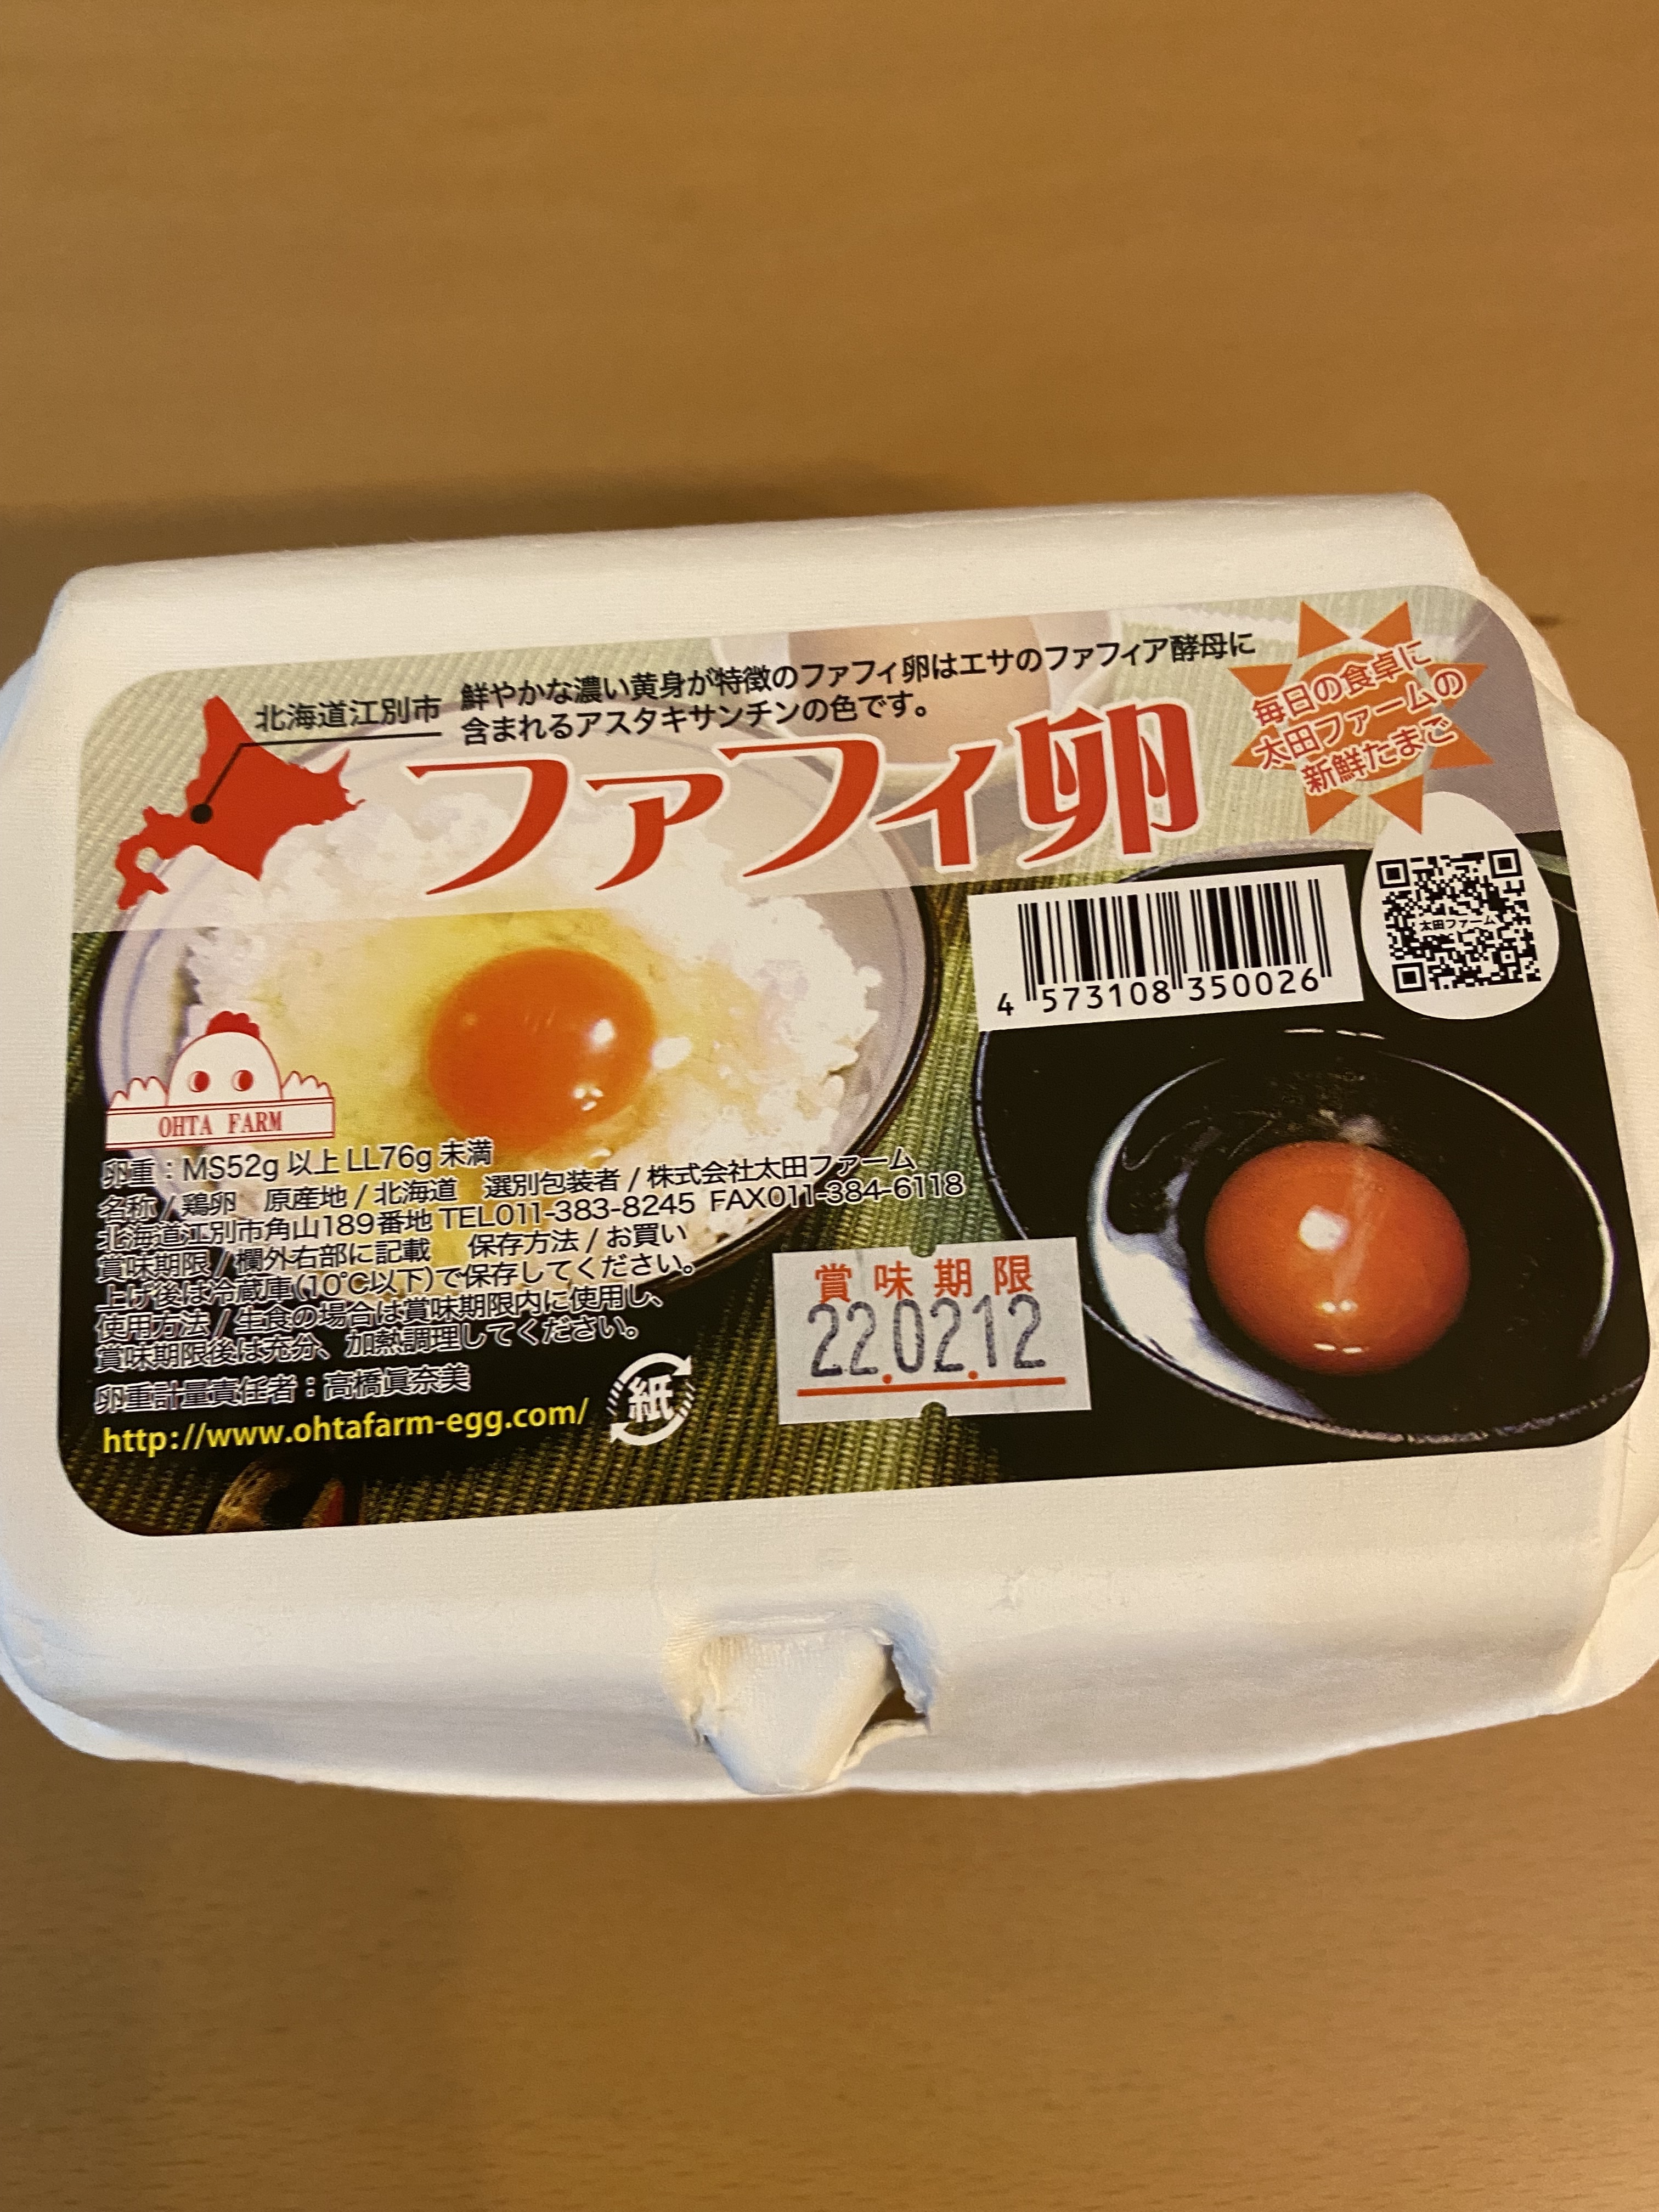 北海道江別市
鮮やかな濃い黄身が特徴のファフィ卵はエサのファフィア酵母に
含まれるアスタキサンチンの色です。
ファフィ卵
毎日の食卓に
太田ファームの
新鮮たまご
太田ファーム
4 573108 350026
OHTA FARM
卵重：MS52g 以上 LL76g 未満
名称 / 鶏卵　原産地 / 北海道　選別包装者 / 株式会社太田ファーム
北海道江別市角山189番地 TEL011-383-8245 FAX011-384-6118
賞味期限 / 欄外右部に記載　保存方法 / お買い
上げ後は冷蔵庫(10℃以下)で保存してください。
使用方法 / 生食の場合は賞味期限内に使用し、
賞味期限後は充分、加熱調理してください。
卵重計量責任者：高橋眞奈美
http://www.ohtafarm-egg.com/
紙
賞味期限
22.02.12